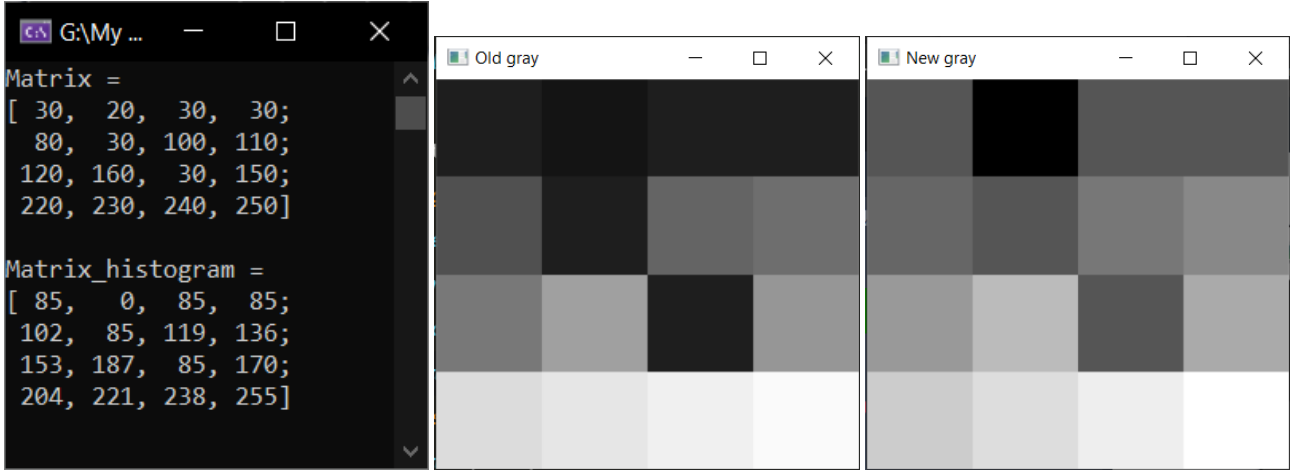 G:\My ...
Matrix =
[ 30,  20,  30,  30;
  80,  30, 100, 110;
 120, 160,  30, 150;
 220, 230, 240, 250]
Matrix_histogram =
[ 85,   0,  85,  85;
 102,  85, 119, 136;
 153, 187,  85, 170;
 204, 221, 238, 255]
Old gray
New gray